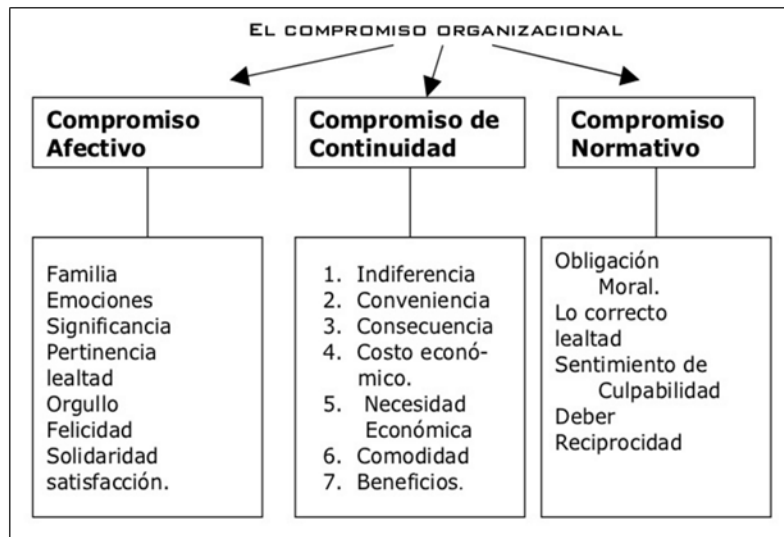 El compromiso organizacional
Compromiso
Afectivo
Compromiso de
Continuidad
Compromiso
Normativo
Familia
Emociones
Significancia
Pertinencia
lealtad
Orgullo
Felicidad
Solidaridad
satisfacción.
1. Indiferencia
2. Conveniencia
3. Consecuencia
4. Costo econó-
mico.
5. Necesidad
Económica
6. Comodidad
7. Beneficios.
Obligación
Moral.
Lo correcto
lealtad
Sentimiento de
Culpabilidad
Deber
Reciprocidad